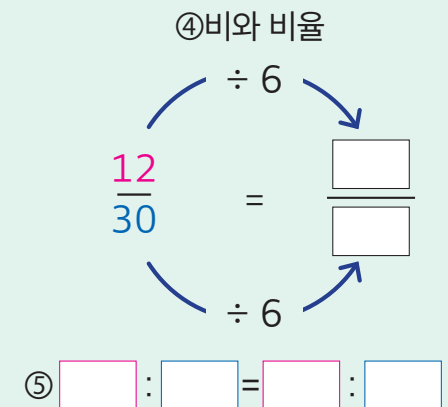 ④비와 비율
÷ 6
12
30
=
÷ 6
⑤ : = :